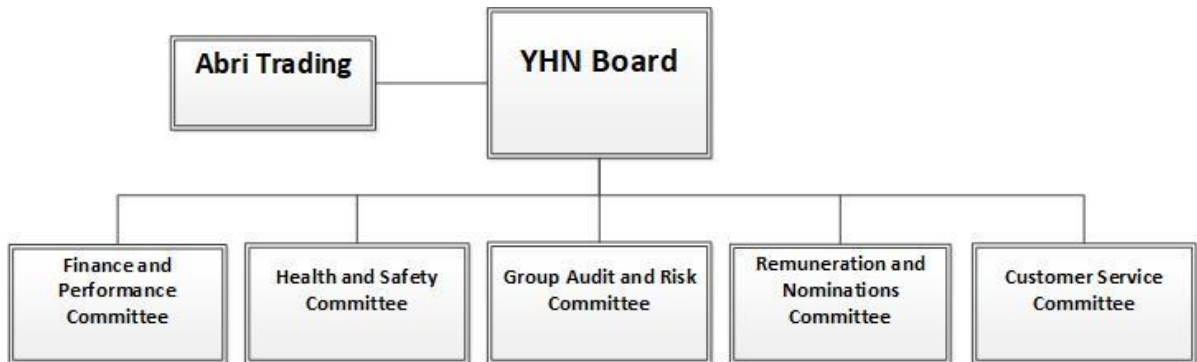 Abri Trading
YHN Board
Finance and
Performance
Committee
Health and Safety
Committee
Group Audit and Risk
Committee
Remuneration and
Nominations
Committee
Customer Service
Committee